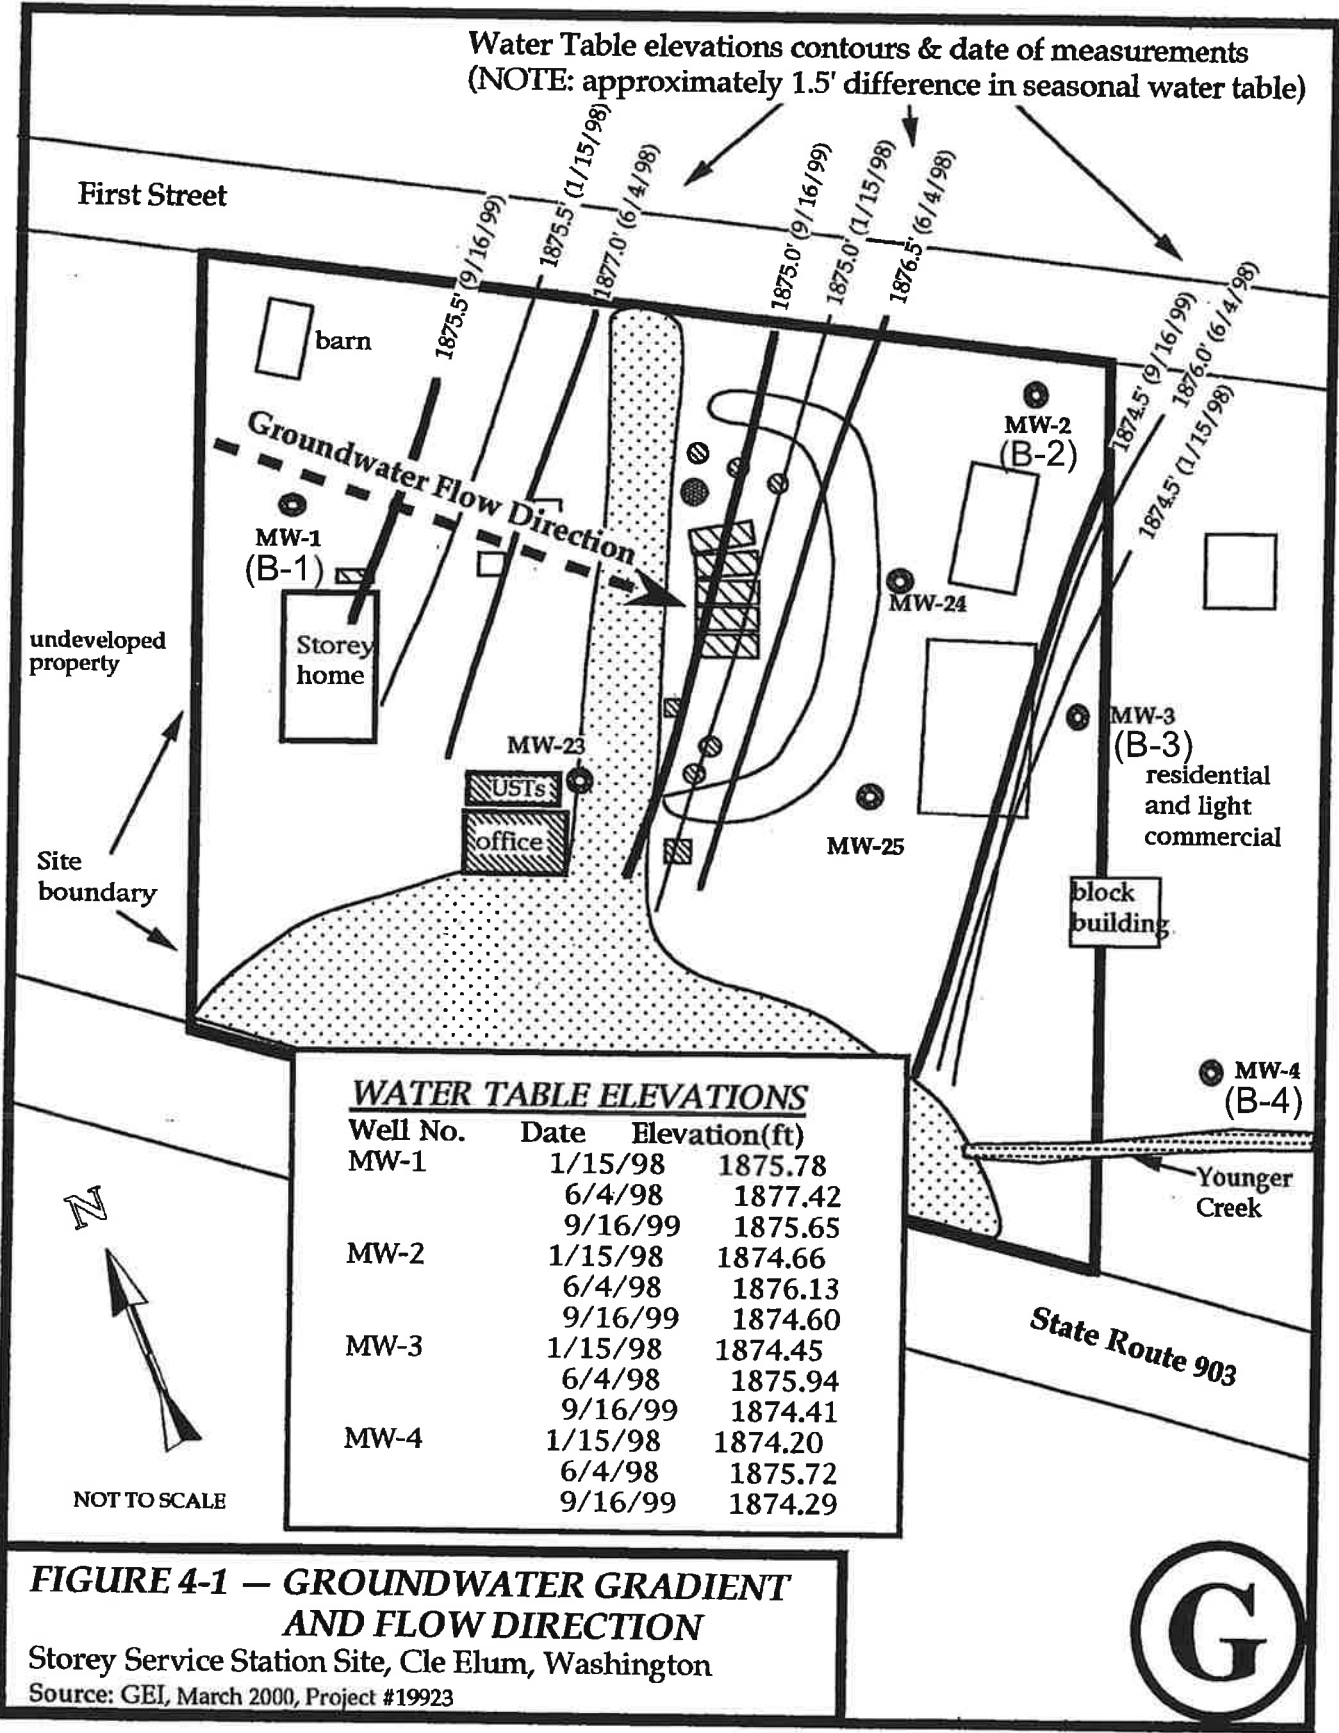 Water Table elevations contours & date of measurements
(NOTE: approximately 1.5' difference in seasonal water table)
First Street
1875.5' (9/16/99)
1875.5' (1/15/98)
1877.0' (6/4/98)
1875.0' (9/16/99)
1875.0' (1/15/98)
1876.5' (6/4/98)
1874.5' (9/16/99)
1876.0' (6/4/98)
1874.5' (1/15/98)
barn
Groundwater Flow Direction
MW-1
(B-1)
MW-2
(B-2)
MW-24
undeveloped
property
Storey
home
MW-23
USTs
office
MW-3
(B-3)
residential
and light
commercial
MW-25
Site
boundary
block
building
MW-4
(B-4)
Younger
Creek
N
NOT TO SCALE
State Route 903
WATER TABLE ELEVATIONS
Well No. Date Elevation(ft)
MW-1 1/15/98 1875.78
6/4/98 1877.42
9/16/99 1875.65
MW-2 1/15/98 1874.66
6/4/98 1876.13
9/16/99 1874.60
MW-3 1/15/98 1874.45
6/4/98 1875.94
9/16/99 1874.41
MW-4 1/15/98 1874.20
6/4/98 1875.72
9/16/99 1874.29
FIGURE 4-1 — GROUNDWATER GRADIENT
AND FLOW DIRECTION
Storey Service Station Site, Cle Elum, Washington
Source: GEI, March 2000, Project #19923
G